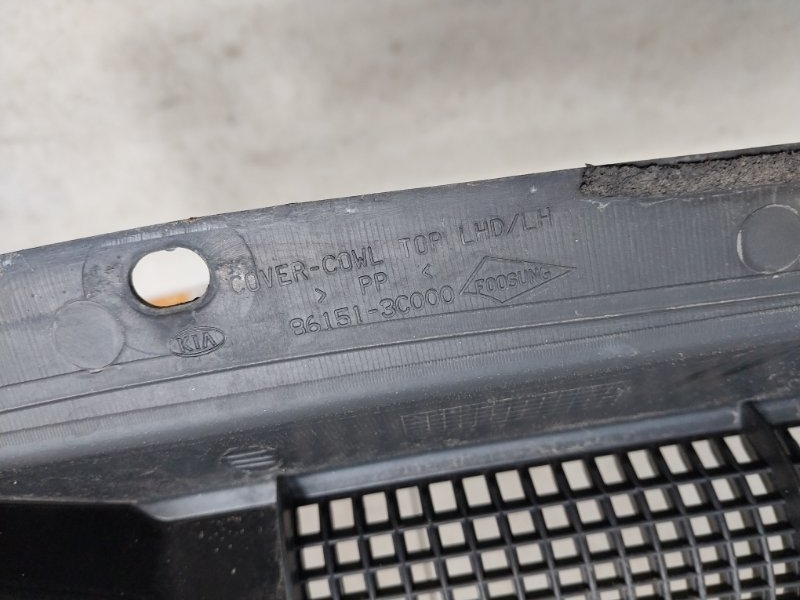 COVER-COWL TOP LHD/LH
> PP <
86151-3C000
FOOSUNG
KIA